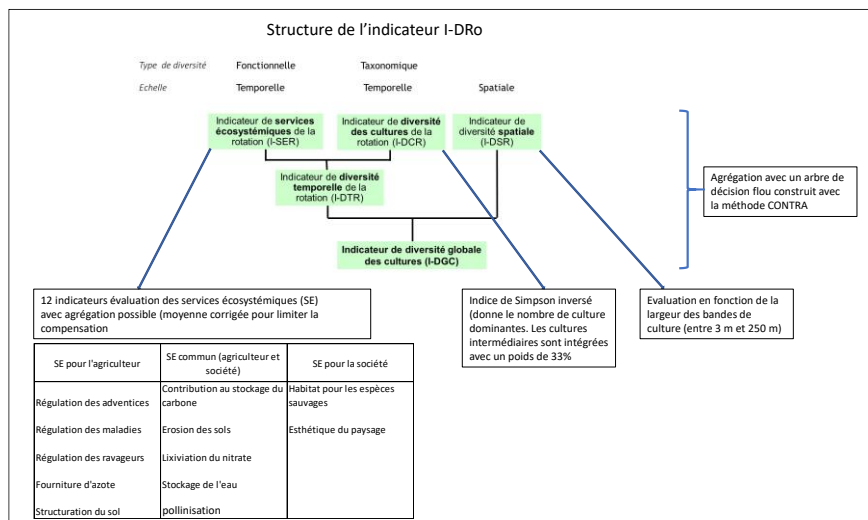 Structure de l'indicateur I-DRo
Type de diversité Fonctionnelle Taxonomique
Echelle Temporelle Temporelle Spatiale
Indicateur de services
écosystémiques de la
rotation (I-SER)
Indicateur de diversité
des cultures de la
rotation (I-DCR)
Indicateur de
diversité spatiale
(I-DSR)
Indicateur de diversité
temporelle de la
rotation (I-DTR)
Indicateur de diversité globale
des cultures (I-DGC)
Agrégation avec un arbre de
décision flou construit avec
la méthode CONTRA
12 indicateurs évaluation des services écosystémiques (SE)
avec agrégation possible (moyenne corrigée pour limiter la
compensation
Indice de Simpson inversé
(donne le nombre de culture
dominantes. Les cultures
intermédiaires sont intégrées
avec un poids de 33%
Evaluation en fonction de la
largeur des bandes de
culture (entre 3 m et 250 m)
SE pour l'agriculteur
SE commun (agriculteur et
société)
SE pour la société
Régulation des adventices
Contribution au stockage du
carbone
Habitat pour les espèces
sauvages
Régulation des maladies
Erosion des sols
Esthétique du paysage
Régulation des ravageurs
Lixiviation du nitrate
Fourniture d'azote
Stockage de l'eau
Structuration du sol
pollinisation